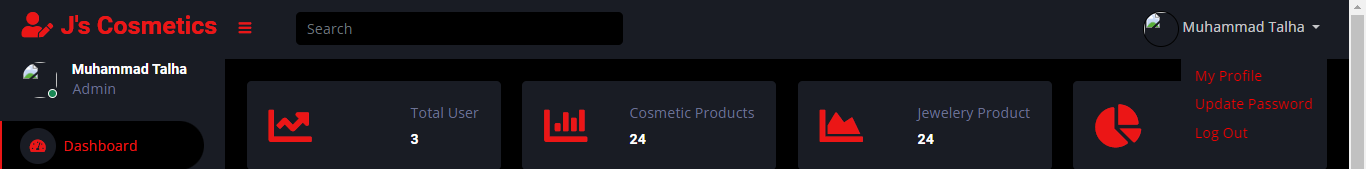 J's Cosmetics
Search
Muhammad Talha
Muhammad Talha
Admin
Dashboard
Total User
3
Cosmetic Products
24
Jewelery Product
24
My Profile
Update Password
Log Out